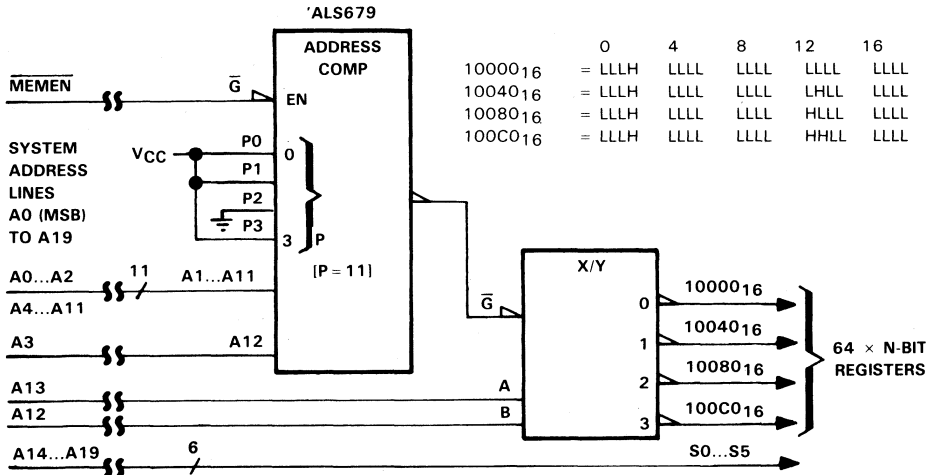 'ALS679
ADDRESS
COMP
0 4 8 12 16
10000₁₆ = LLLH LLLL LLLL LLLL LLLL
10040₁₆ = LLLH LLLL LLLL LHLL LLLL
10080₁₆ = LLLH LLLL LLLL HLLL LLLL
100C0₁₆ = LLLH LLLL LLLL HHLL LLLL
M̅E̅M̅E̅N̅
G̅
EN
SYSTEM
ADDRESS
LINES
A0 (MSB)
TO A19
VCC
P0
0
P1
P2
P3
3
P
[P = 11]
A0...A2
11
A1...A11
A4...A11
A3
A12
A13
A
A12
B
A14...A19
6
S0...S5
X/Y
G̅
0
10000₁₆
1
10040₁₆
2
10080₁₆
3
100C0₁₆
64 × N-BIT
REGISTERS